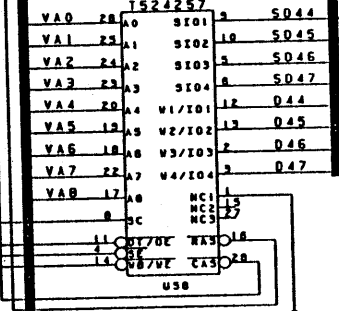 T524257
VA0 26 A0 SIO1 9 SD44
VA1 25 A1 SIO2 10 SD45
VA2 24 A2 SIO3 5 SD46
VA3 23 A3 SIO4 6 SD47
VA4 20 A4 W1/IO1 12 D44
VA5 19 A5 W2/IO2 13 D45
VA6 18 A6 W3/IO3 2 D46
VA7 22 A7 W4/IO4 3 D47
VA8 17 A8 NC1 1
NC2 15
8 SC NC3 27
11 DT/OE RAS 16
4 SE
14 WB/WE CAS 28
U58